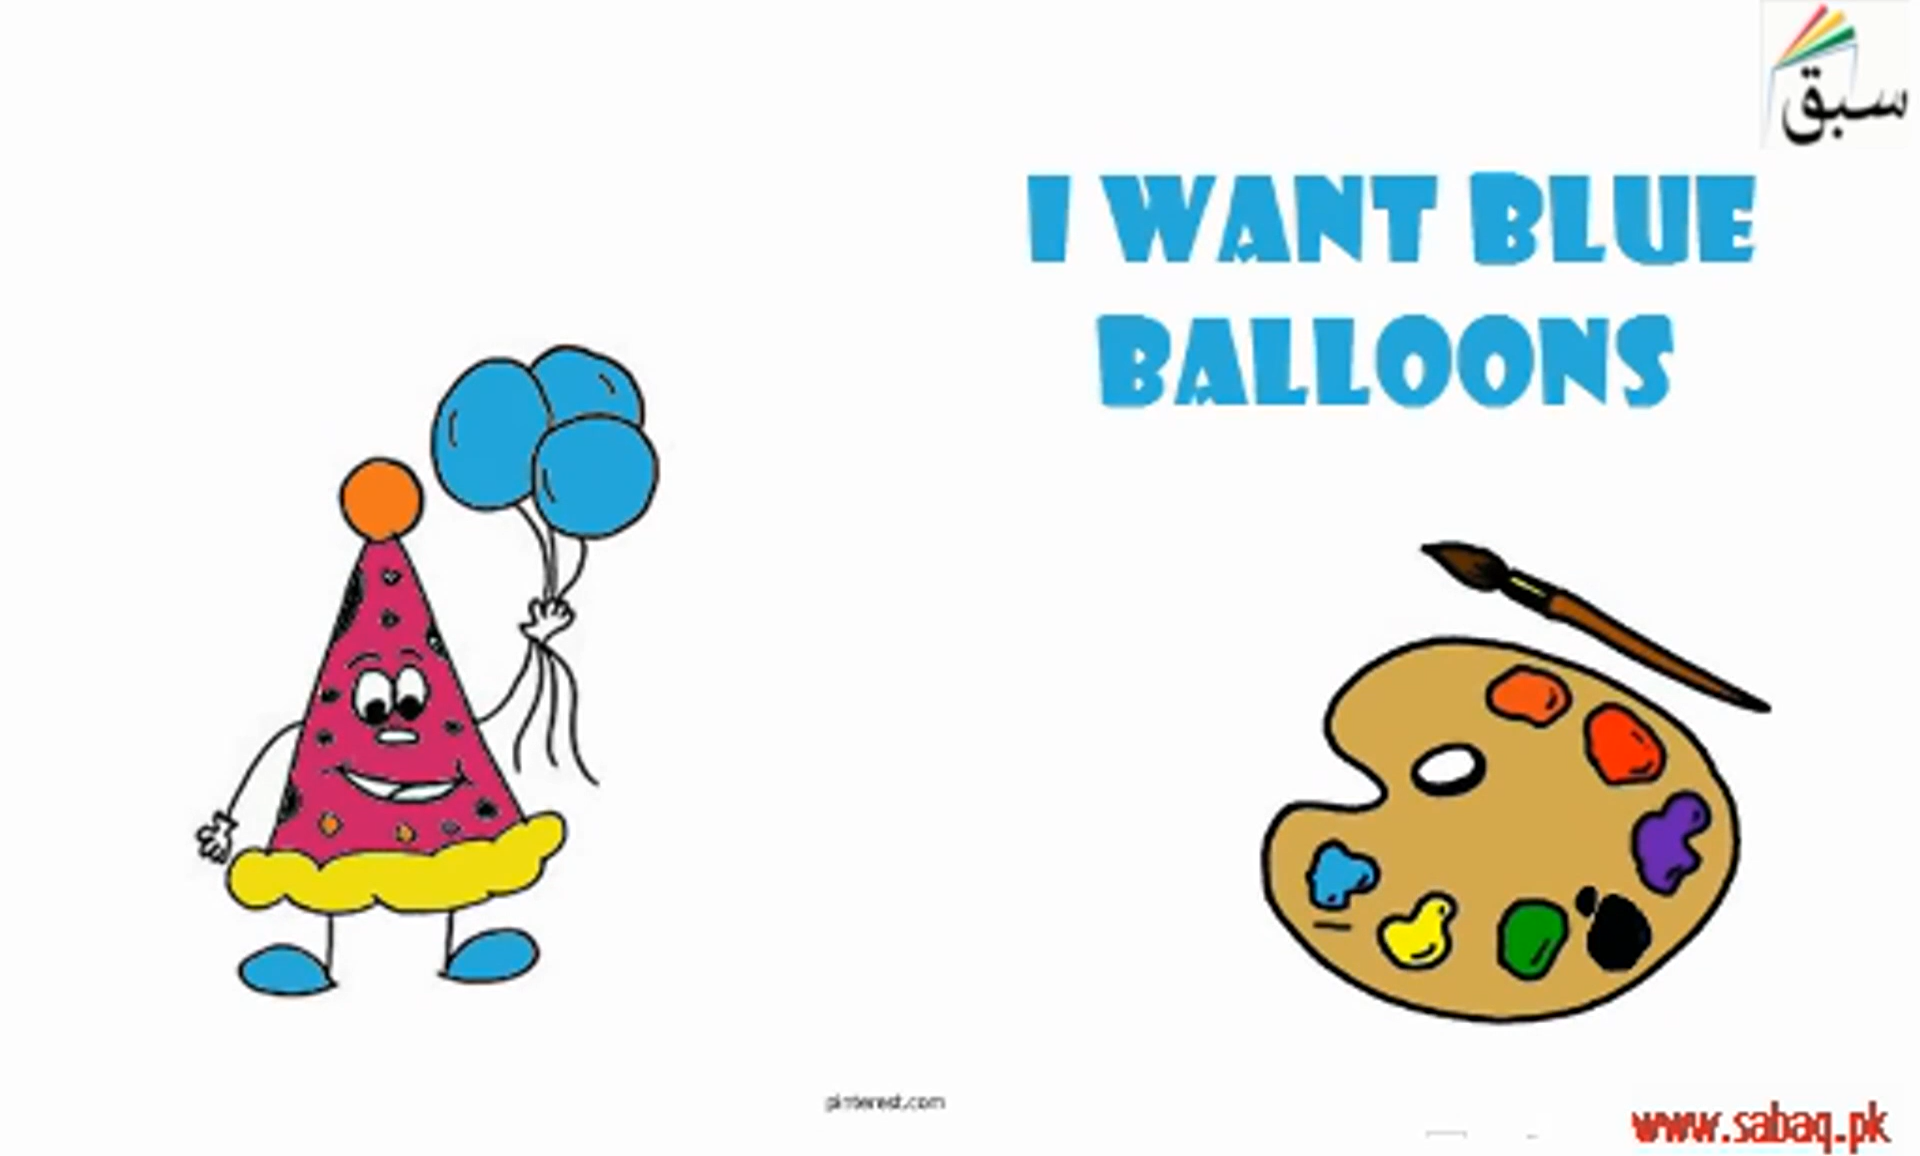 سبق
I WANT BLUE
BALLOONS
pinterest.com
www.sabaq.pk